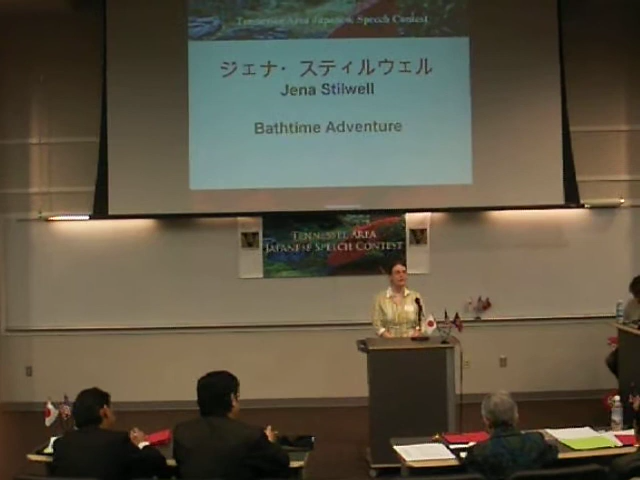 Tennessee Area Japanese Speech Contest
ジェナ・スティルウェル
Jena Stilwell
Bathtime Adventure
TENNESSEE AREA
JAPANESE SPEECH CONTEST